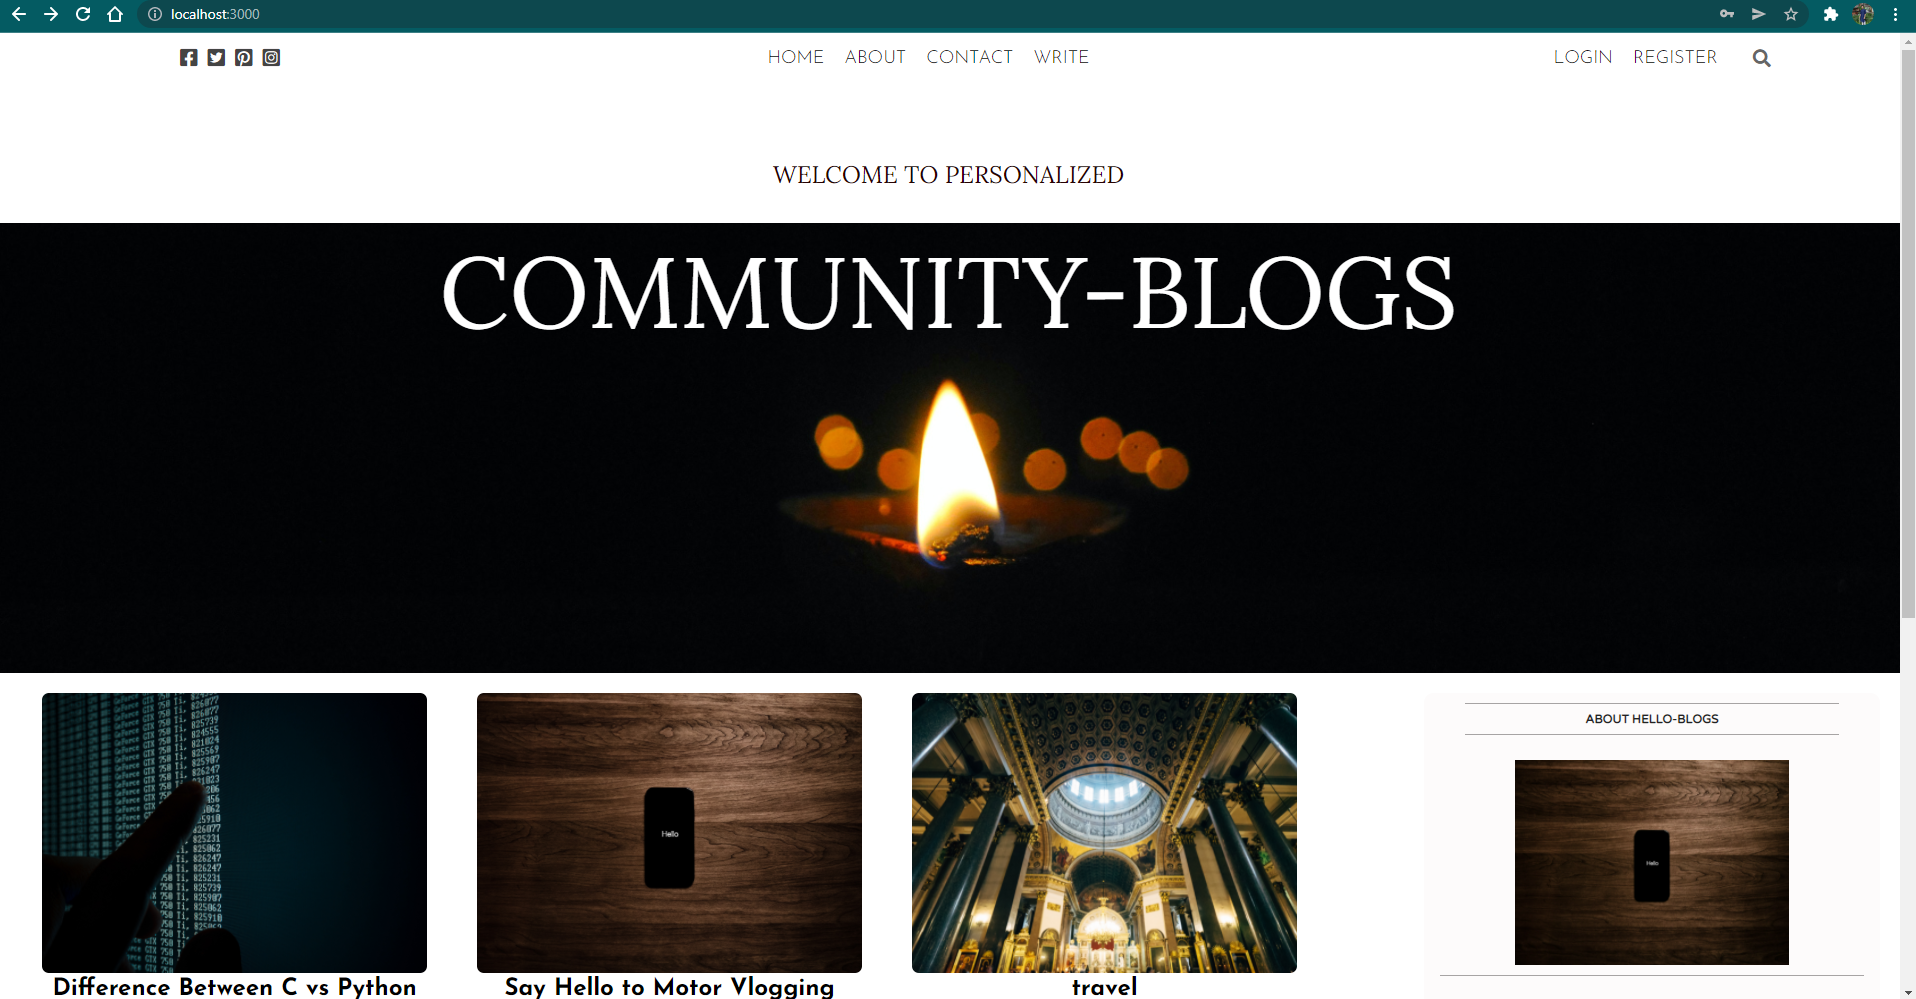 localhost:3000
HOME ABOUT CONTACT WRITE
LOGIN REGISTER
WELCOME TO PERSONALIZED
COMMUNITY-BLOGS
ABOUT HELLO-BLOGS
Hello
Hello
Difference Between C vs Python
Say Hello to Motor Vlogging
travel